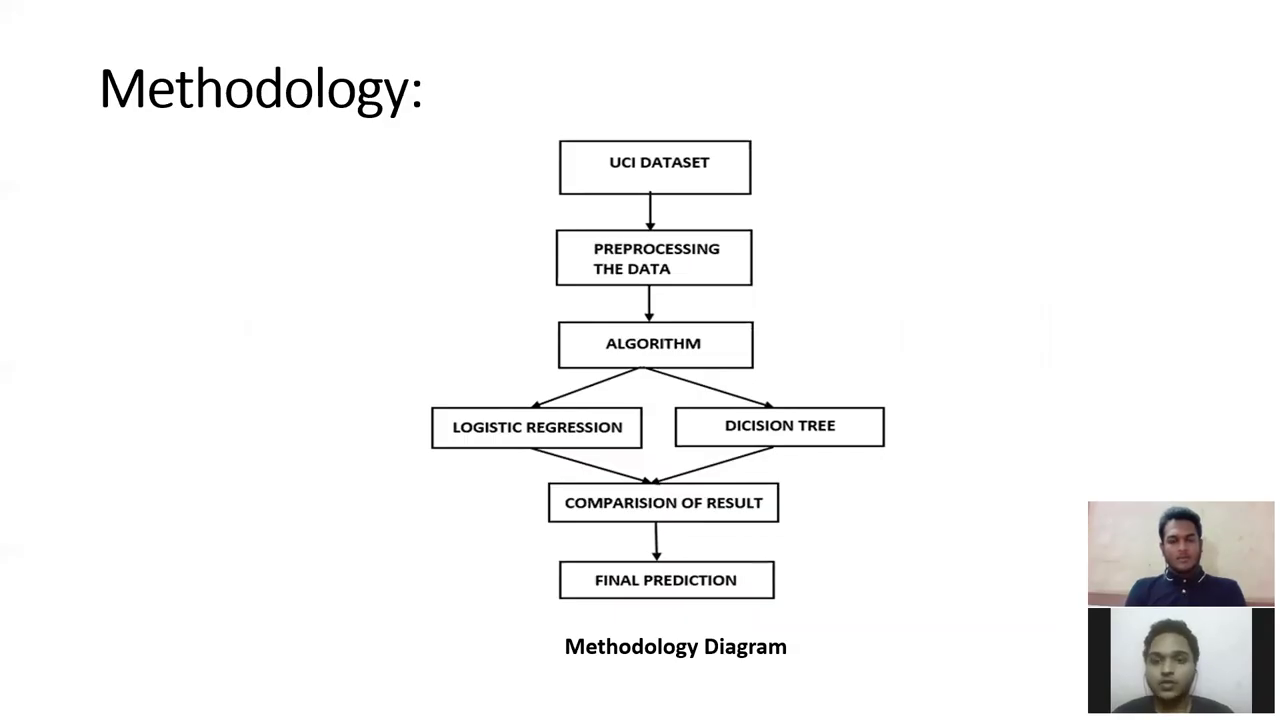 Methodology:
UCI DATASET
PREPROCESSING
THE DATA
ALGORITHM
LOGISTIC REGRESSION
DICISION TREE
COMPARISION OF RESULT
FINAL PREDICTION
Methodology Diagram